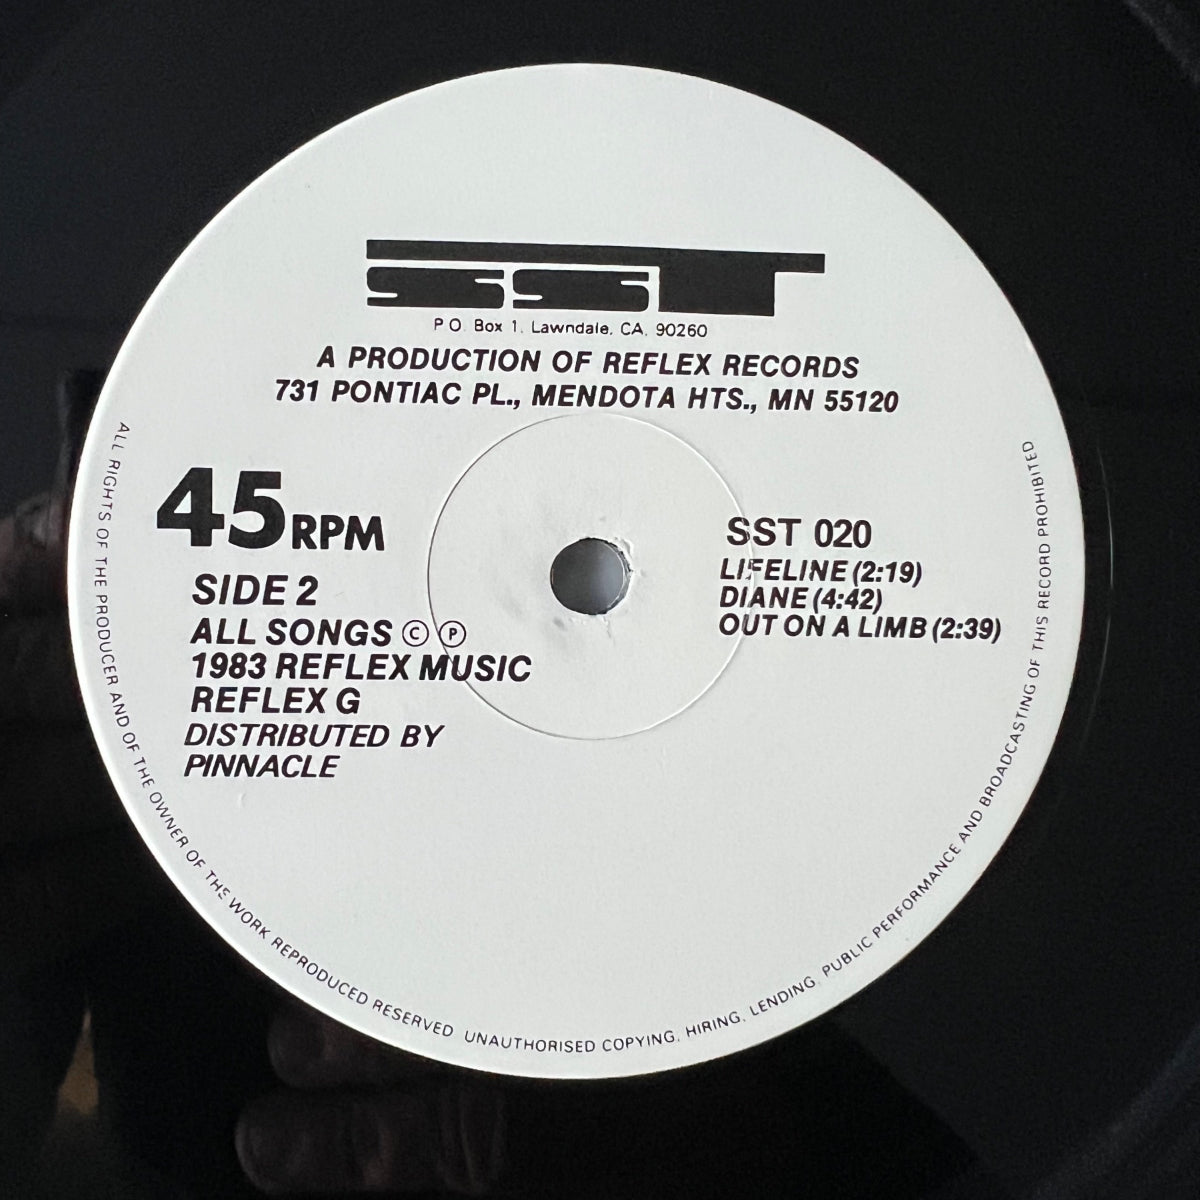 SST
P.O. Box 1, Lawndale, CA. 90260
A PRODUCTION OF REFLEX RECORDS
731 PONTIAC PL., MENDOTA HTS., MN 55120
45 RPM
SIDE 2
ALL SONGS © ℗
1983 REFLEX MUSIC
REFLEX G
DISTRIBUTED BY
PINNACLE
SST 020
LIFELINE (2:19)
DIANE (4:42)
OUT ON A LIMB (2:39)
ALL RIGHTS OF THE PRODUCER AND OF THE OWNER OF THE WORK REPRODUCED RESERVED UNAUTHORISED COPYING, HIRING, LENDING, PUBLIC PERFORMANCE AND BROADCASTING OF THIS RECORD PROHIBITED